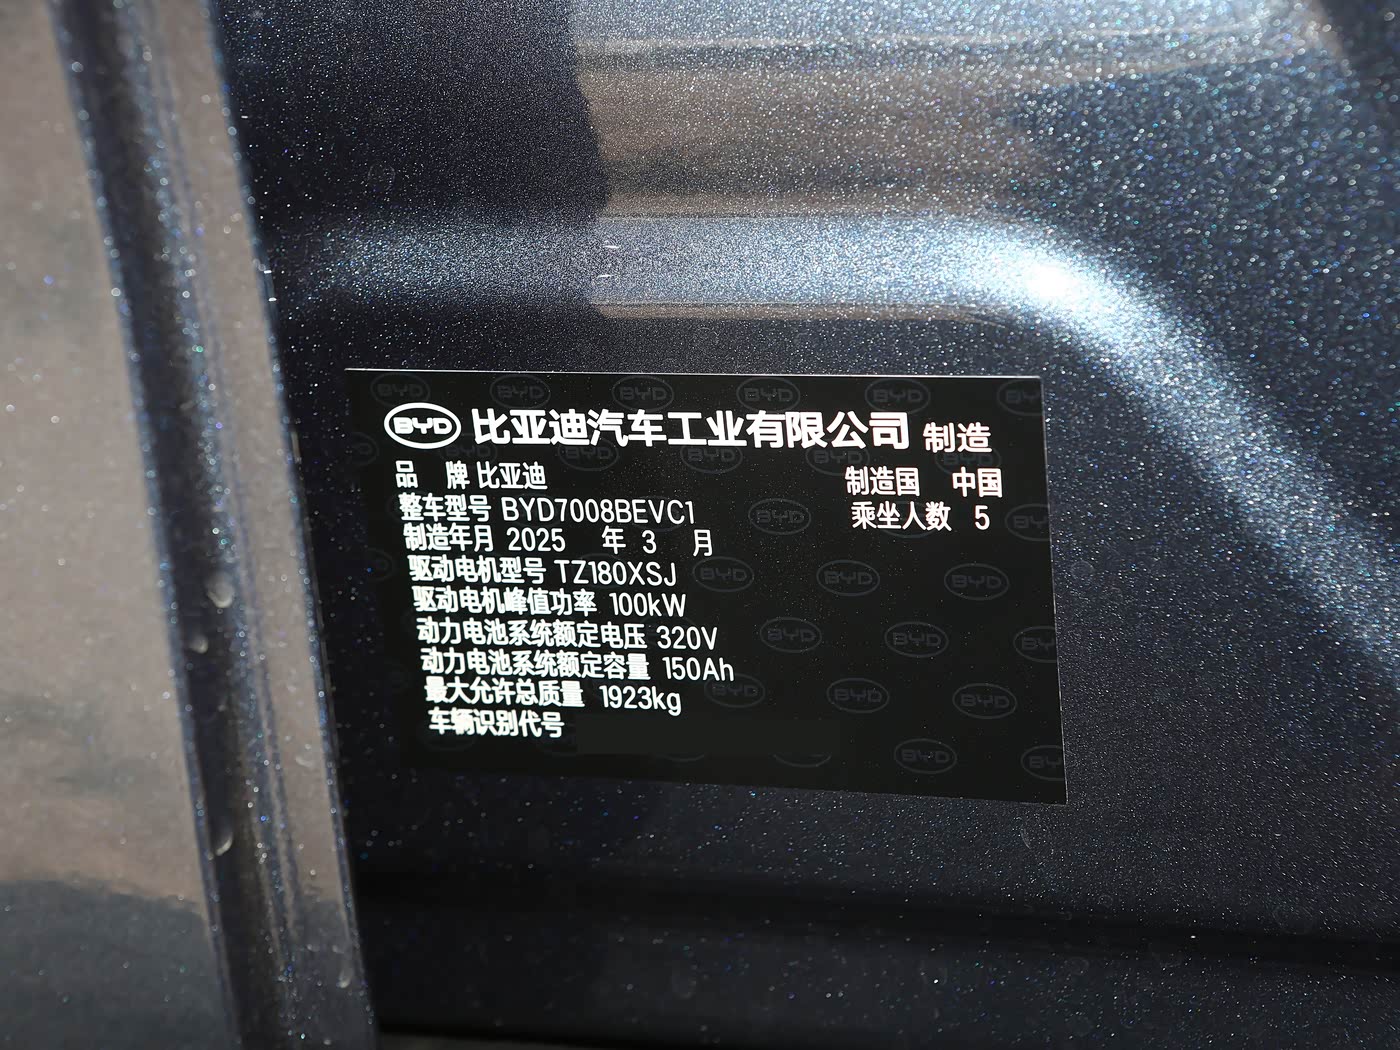 BYD 比亚迪汽车工业有限公司 制造
品 牌 比亚迪 制造国 中国
整车型号 BYD7008BEVC1 乘坐人数 5
制造年月 2025 年 3 月
驱动电机型号 TZ180XSJ
驱动电机峰值功率 100kW
动力电池系统额定电压 320V
动力电池系统额定容量 150Ah
最大允许总质量 1923kg
车辆识别代号